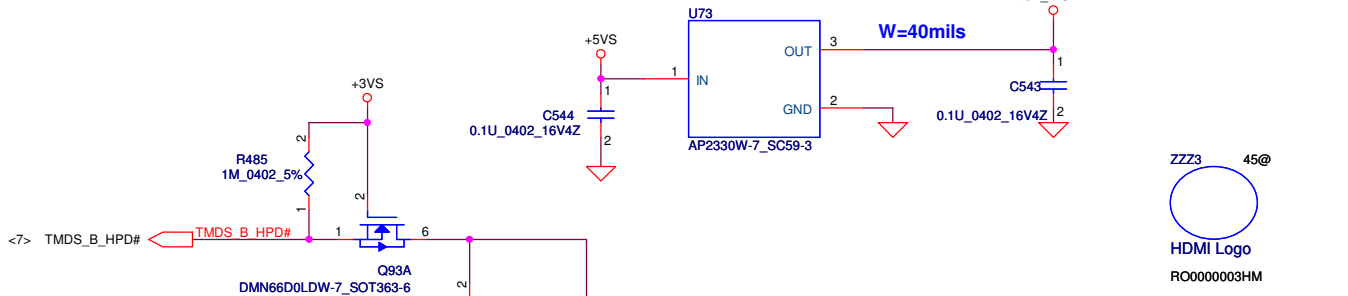 U73
W=40mils
+5VS
OUT
3
1
IN
1
C544
0.1U_0402_16V4Z
2
GND
2
AP2330W-7_SC59-3
1
C543
0.1U_0402_16V4Z
2
+3VS
2
R485
1M_0402_5%
1
2
<7> TMDS_B_HPD#
TMDS_B_HPD#
1
6
Q93A
DMN66D0LDW-7_SOT363-6
2
ZZZ3
45@
HDMI Logo
RO0000003HM